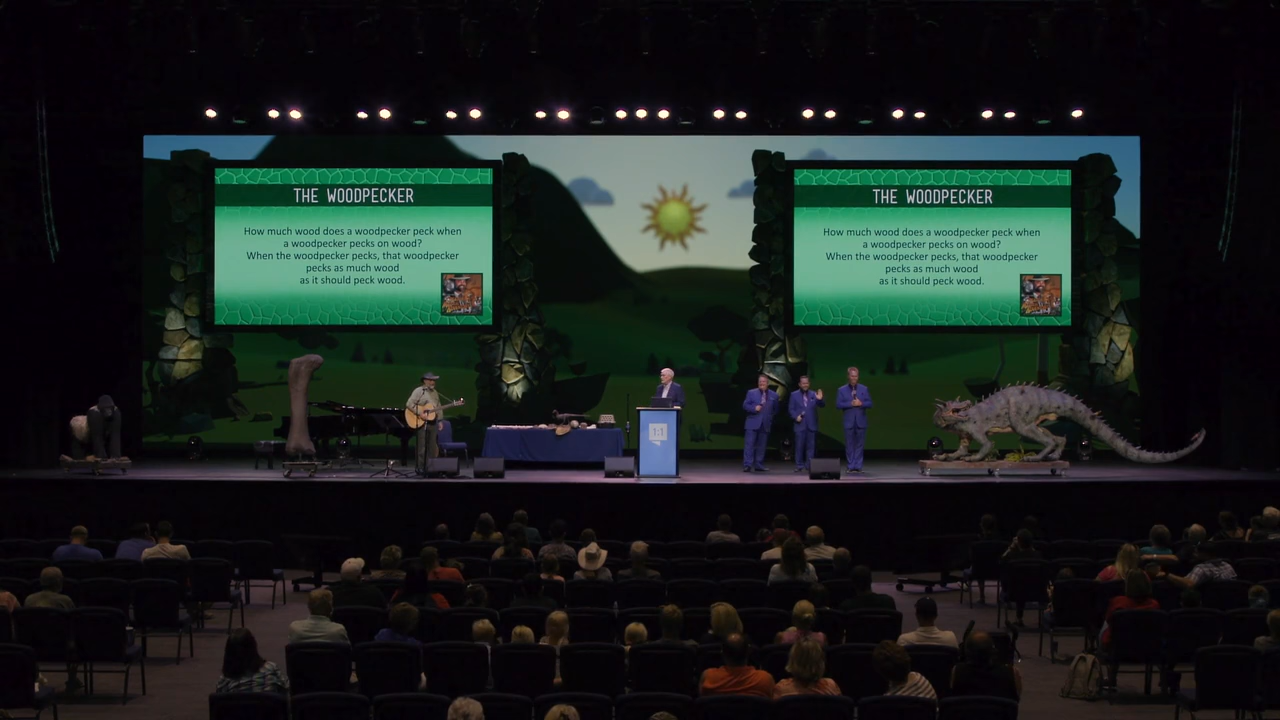 THE WOODPECKER
How much wood does a woodpecker peck when
a woodpecker pecks on wood?
When the woodpecker pecks, that woodpecker
pecks as much wood
as it should peck wood.
THE WOODPECKER
How much wood does a woodpecker peck when
a woodpecker pecks on wood?
When the woodpecker pecks, that woodpecker
pecks as much wood
as it should peck wood.
1:1